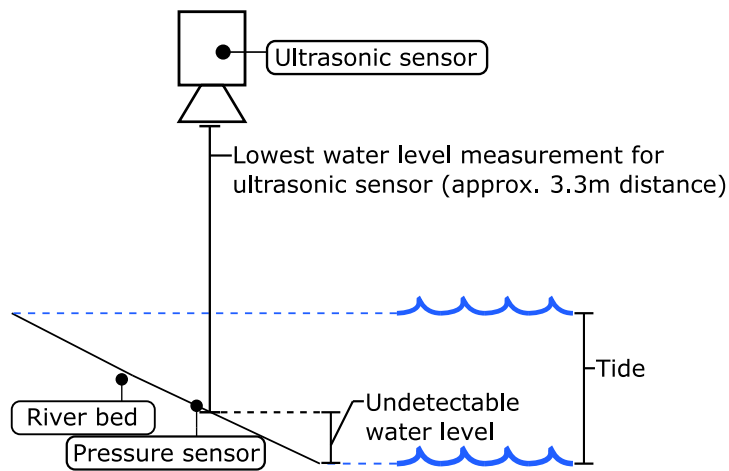 Ultrasonic sensor
Lowest water level measurement for
ultrasonic sensor (approx. 3.3m distance)
Tide
Undetectable
water level
River bed
Pressure sensor